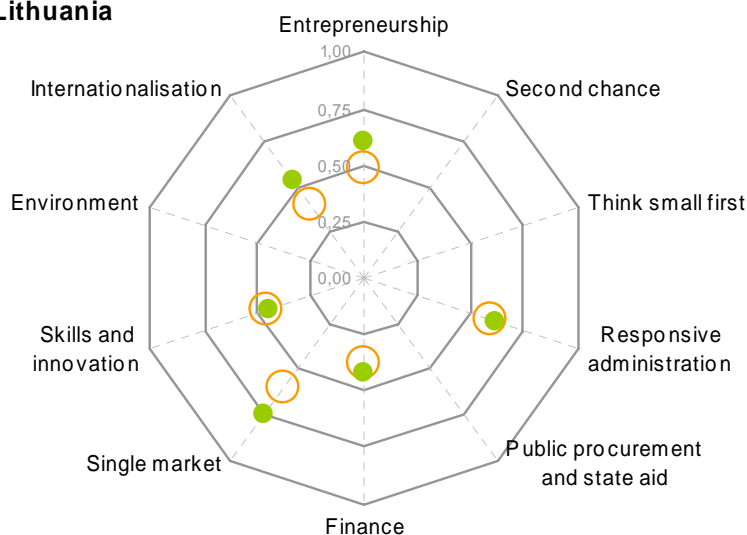 Lithuania
Entrepreneurship
1,00
Internationalisation
Second chance
0,75
0,50
Environment
Think small first
0,25
0,00
Skills and
innovation
Responsive
administration
Single market
Public procurement
and state aid
Finance